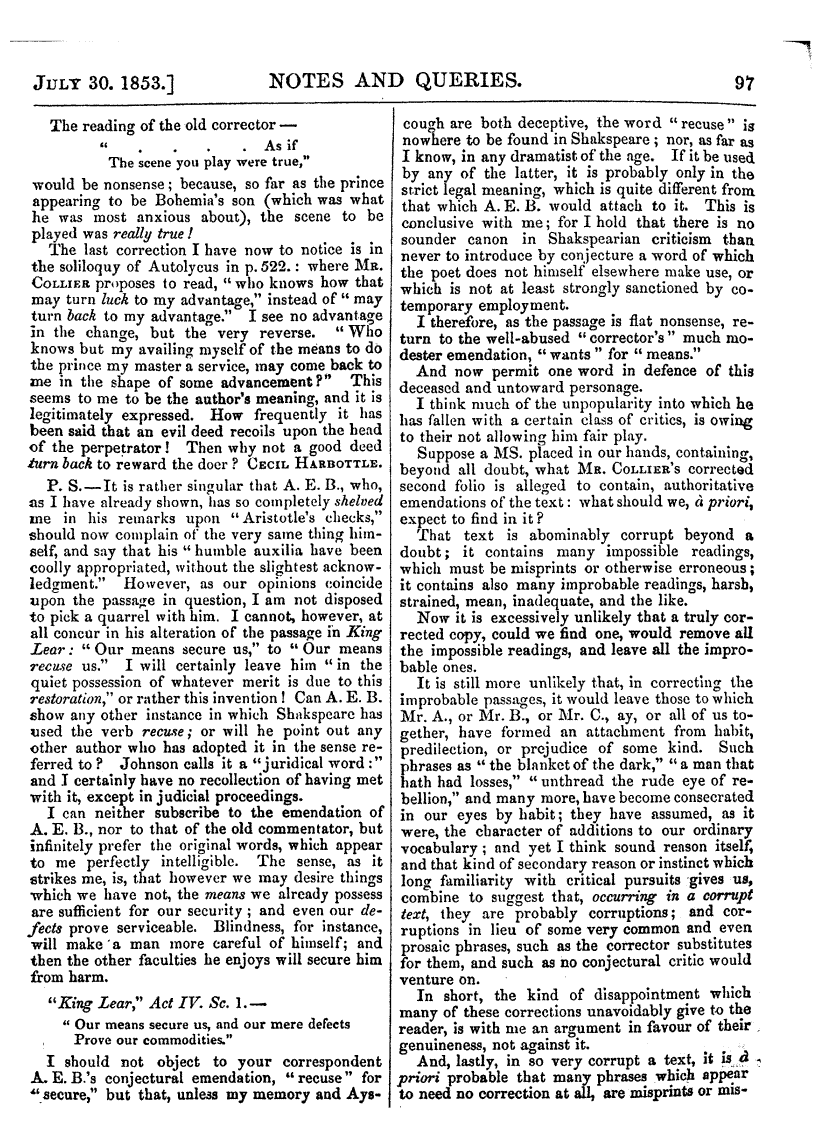 JULY 30. 1853.] NOTES AND QUERIES. 97
The reading of the old corrector —
" . . . . As if
The scene you play were true,"
would be nonsense; because, so far as the prince
appearing to be Bohemia's son (which was what
he was most anxious about), the scene to be
played was really true!
The last correction I have now to notice is in
the soliloquy of Autolycus in p. 522.: where MR.
COLLIER proposes to read, "who knows how that
may turn luck to my advantage," instead of "may
turn back to my advantage." I see no advantage
in the change, but the very reverse. "Who
knows but my availing myself of the means to do
the prince my master a service, may come back to
me in the shape of some advancement?" This
seems to me to be the author's meaning, and it is
legitimately expressed. How frequently it has
been said that an evil deed recoils upon the head
of the perpetrator! Then why not a good deed
turn back to reward the doer? CECIL HARBOTTLE.
P. S.—It is rather singular that A. E. B., who,
as I have already shown, has so completely shelved
me in his remarks upon "Aristotle's checks,"
should now complain of the very same thing him-
self, and say that his "humble auxilia have been
coolly appropriated, without the slightest acknow-
ledgment." However, as our opinions coincide
upon the passage in question, I am not disposed
to pick a quarrel with him. I cannot, however, at
all concur in his alteration of the passage in King
Lear: "Our means secure us," to "Our means
recuse us." I will certainly leave him "in the
quiet possession of whatever merit is due to this
restoration," or rather this invention! Can A. E. B.
show any other instance in which Shakspeare has
used the verb recuse; or will he point out any
other author who has adopted it in the sense re-
ferred to? Johnson calls it a "juridical word:"
and I certainly have no recollection of having met
with it, except in judicial proceedings.
I can neither subscribe to the emendation of
A. E. B., nor to that of the old commentator, but
infinitely prefer the original words, which appear
to me perfectly intelligible. The sense, as it
strikes me, is, that however we may desire things
which we have not, the means we already possess
are sufficient for our security; and even our de-
fects prove serviceable. Blindness, for instance,
will make a man more careful of himself; and
then the other faculties he enjoys will secure him
from harm.
"King Lear," Act IV. Sc. 1.—
"Our means secure us, and our mere defects
Prove our commodities."
I should not object to your correspondent
A. E. B.'s conjectural emendation, "recuse" for
"secure," but that, unless my memory and Ays-
cough are both deceptive, the word "recuse" is
nowhere to be found in Shakspeare; nor, as far as
I know, in any dramatist of the age. If it be used
by any of the latter, it is probably only in the
strict legal meaning, which is quite different from
that which A. E. B. would attach to it. This is
conclusive with me; for I hold that there is no
sounder canon in Shakspearian criticism than
never to introduce by conjecture a word of which
the poet does not himself elsewhere make use, or
which is not at least strongly sanctioned by co-
temporary employment.
I therefore, as the passage is flat nonsense, re-
turn to the well-abused "corrector's" much mo-
dester emendation, "wants" for "means."
And now permit one word in defence of this
deceased and untoward personage.
I think much of the unpopularity into which he
has fallen with a certain class of critics, is owing
to their not allowing him fair play.
Suppose a MS. placed in our hands, containing,
beyond all doubt, what MR. COLLIER'S corrected
second folio is alleged to contain, authoritative
emendations of the text: what should we, à priori,
expect to find in it?
That text is abominably corrupt beyond a
doubt; it contains many impossible readings,
which must be misprints or otherwise erroneous;
it contains also many improbable readings, harsh,
strained, mean, inadequate, and the like.
Now it is excessively unlikely that a truly cor-
rected copy, could we find one, would remove all
the impossible readings, and leave all the impro-
bable ones.
It is still more unlikely that, in correcting the
improbable passages, it would leave those to which
Mr. A., or Mr. B., or Mr. C., ay, or all of us to-
gether, have formed an attachment from habit,
predilection, or prejudice of some kind. Such
phrases as "the blanket of the dark," "a man that
hath had losses," "unthread the rude eye of re-
bellion," and many more, have become consecrated
in our eyes by habit; they have assumed, as it
were, the character of additions to our ordinary
vocabulary; and yet I think sound reason itself,
and that kind of secondary reason or instinct which
long familiarity with critical pursuits gives us,
combine to suggest that, occurring in a corrupt
text, they are probably corruptions; and cor-
ruptions in lieu of some very common and even
prosaic phrases, such as the corrector substitutes
for them, and such as no conjectural critic would
venture on.
In short, the kind of disappointment which
many of these corrections unavoidably give to the
reader, is with me an argument in favour of their
genuineness, not against it.
And, lastly, in so very corrupt a text, it is à
priori probable that many phrases which appear
to need no correction at all, are misprints or mis-